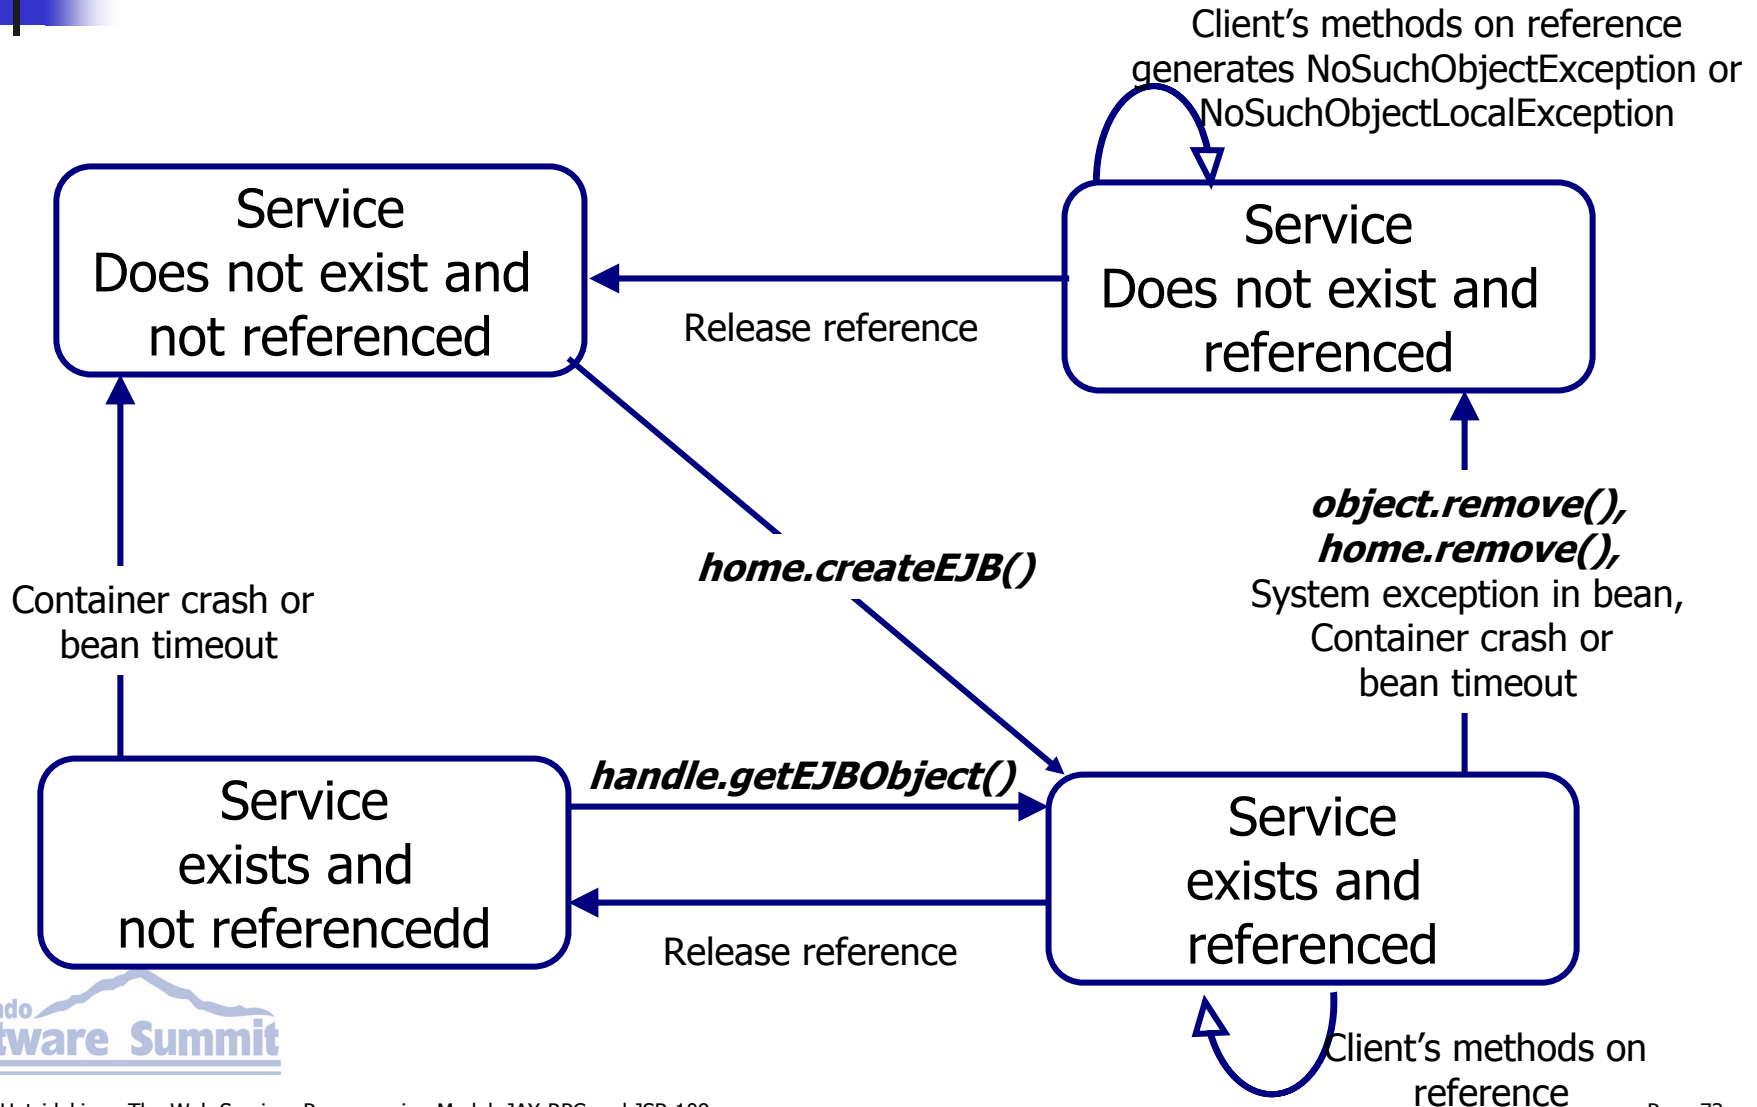 Client's methods on reference
generates NoSuchObjectException or
NoSuchObjectLocalException
Service
Does not exist and
not referenced
Service
Does not exist and
referenced
Release reference
home.createEJB()
object.remove(),
home.remove(),
System exception in bean,
Container crash or
bean timeout
Container crash or
bean timeout
handle.getEJBObject()
Service
exists and
not referencedd
Service
exists and
referenced
Release reference
Summit
Client's methods on
reference